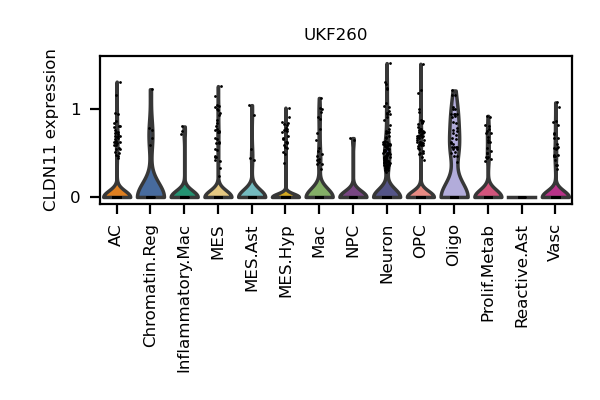 UKF260
CLDN11 expression
1
0
AC
Chromatin.Reg
Inflammatory.Mac
MES
MES.Ast
MES.Hyp
Mac
NPC
Neuron
OPC
Oligo
Prolif.Metab
Reactive.Ast
Vasc